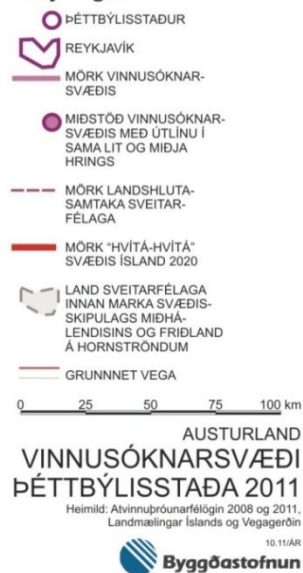 ÞÉTTBÝLISSTAÐUR
REYKJAVÍK
MÖRK VINNUSÓKNAR-
SVÆÐIS
MIÐSTÖÐ VINNUSÓKNAR-
SVÆÐIS MEÐ ÚTLÍNU Í
SAMA LIT OG MIÐJA
HRINGS
MÖRK LANDSHLUTA-
SAMTAKA SVEITAR-
FÉLAGA
MÖRK "HVÍTÁ-HVÍTÁ"
SVÆÐIS ÍSLAND 2020
LAND SVEITARFÉLAGA
INNAN MARKA SVÆÐIS-
SKIPULAGS MIÐHÁ-
LENDISINS OG FRIÐLAND
Á HORNSTRÖNDUM
GRUNNNET VEGA
0 25 50 75 100 km
AUSTURLAND
VINNUSÓKNARSVÆÐI
ÞÉTTBÝLISSTAÐA 2011
Heimild: Atvinnuþróunarfélögin 2008 og 2011,
Landmælingar Íslands og Vegagerðin
10.11/ÁR
Byggðastofnun